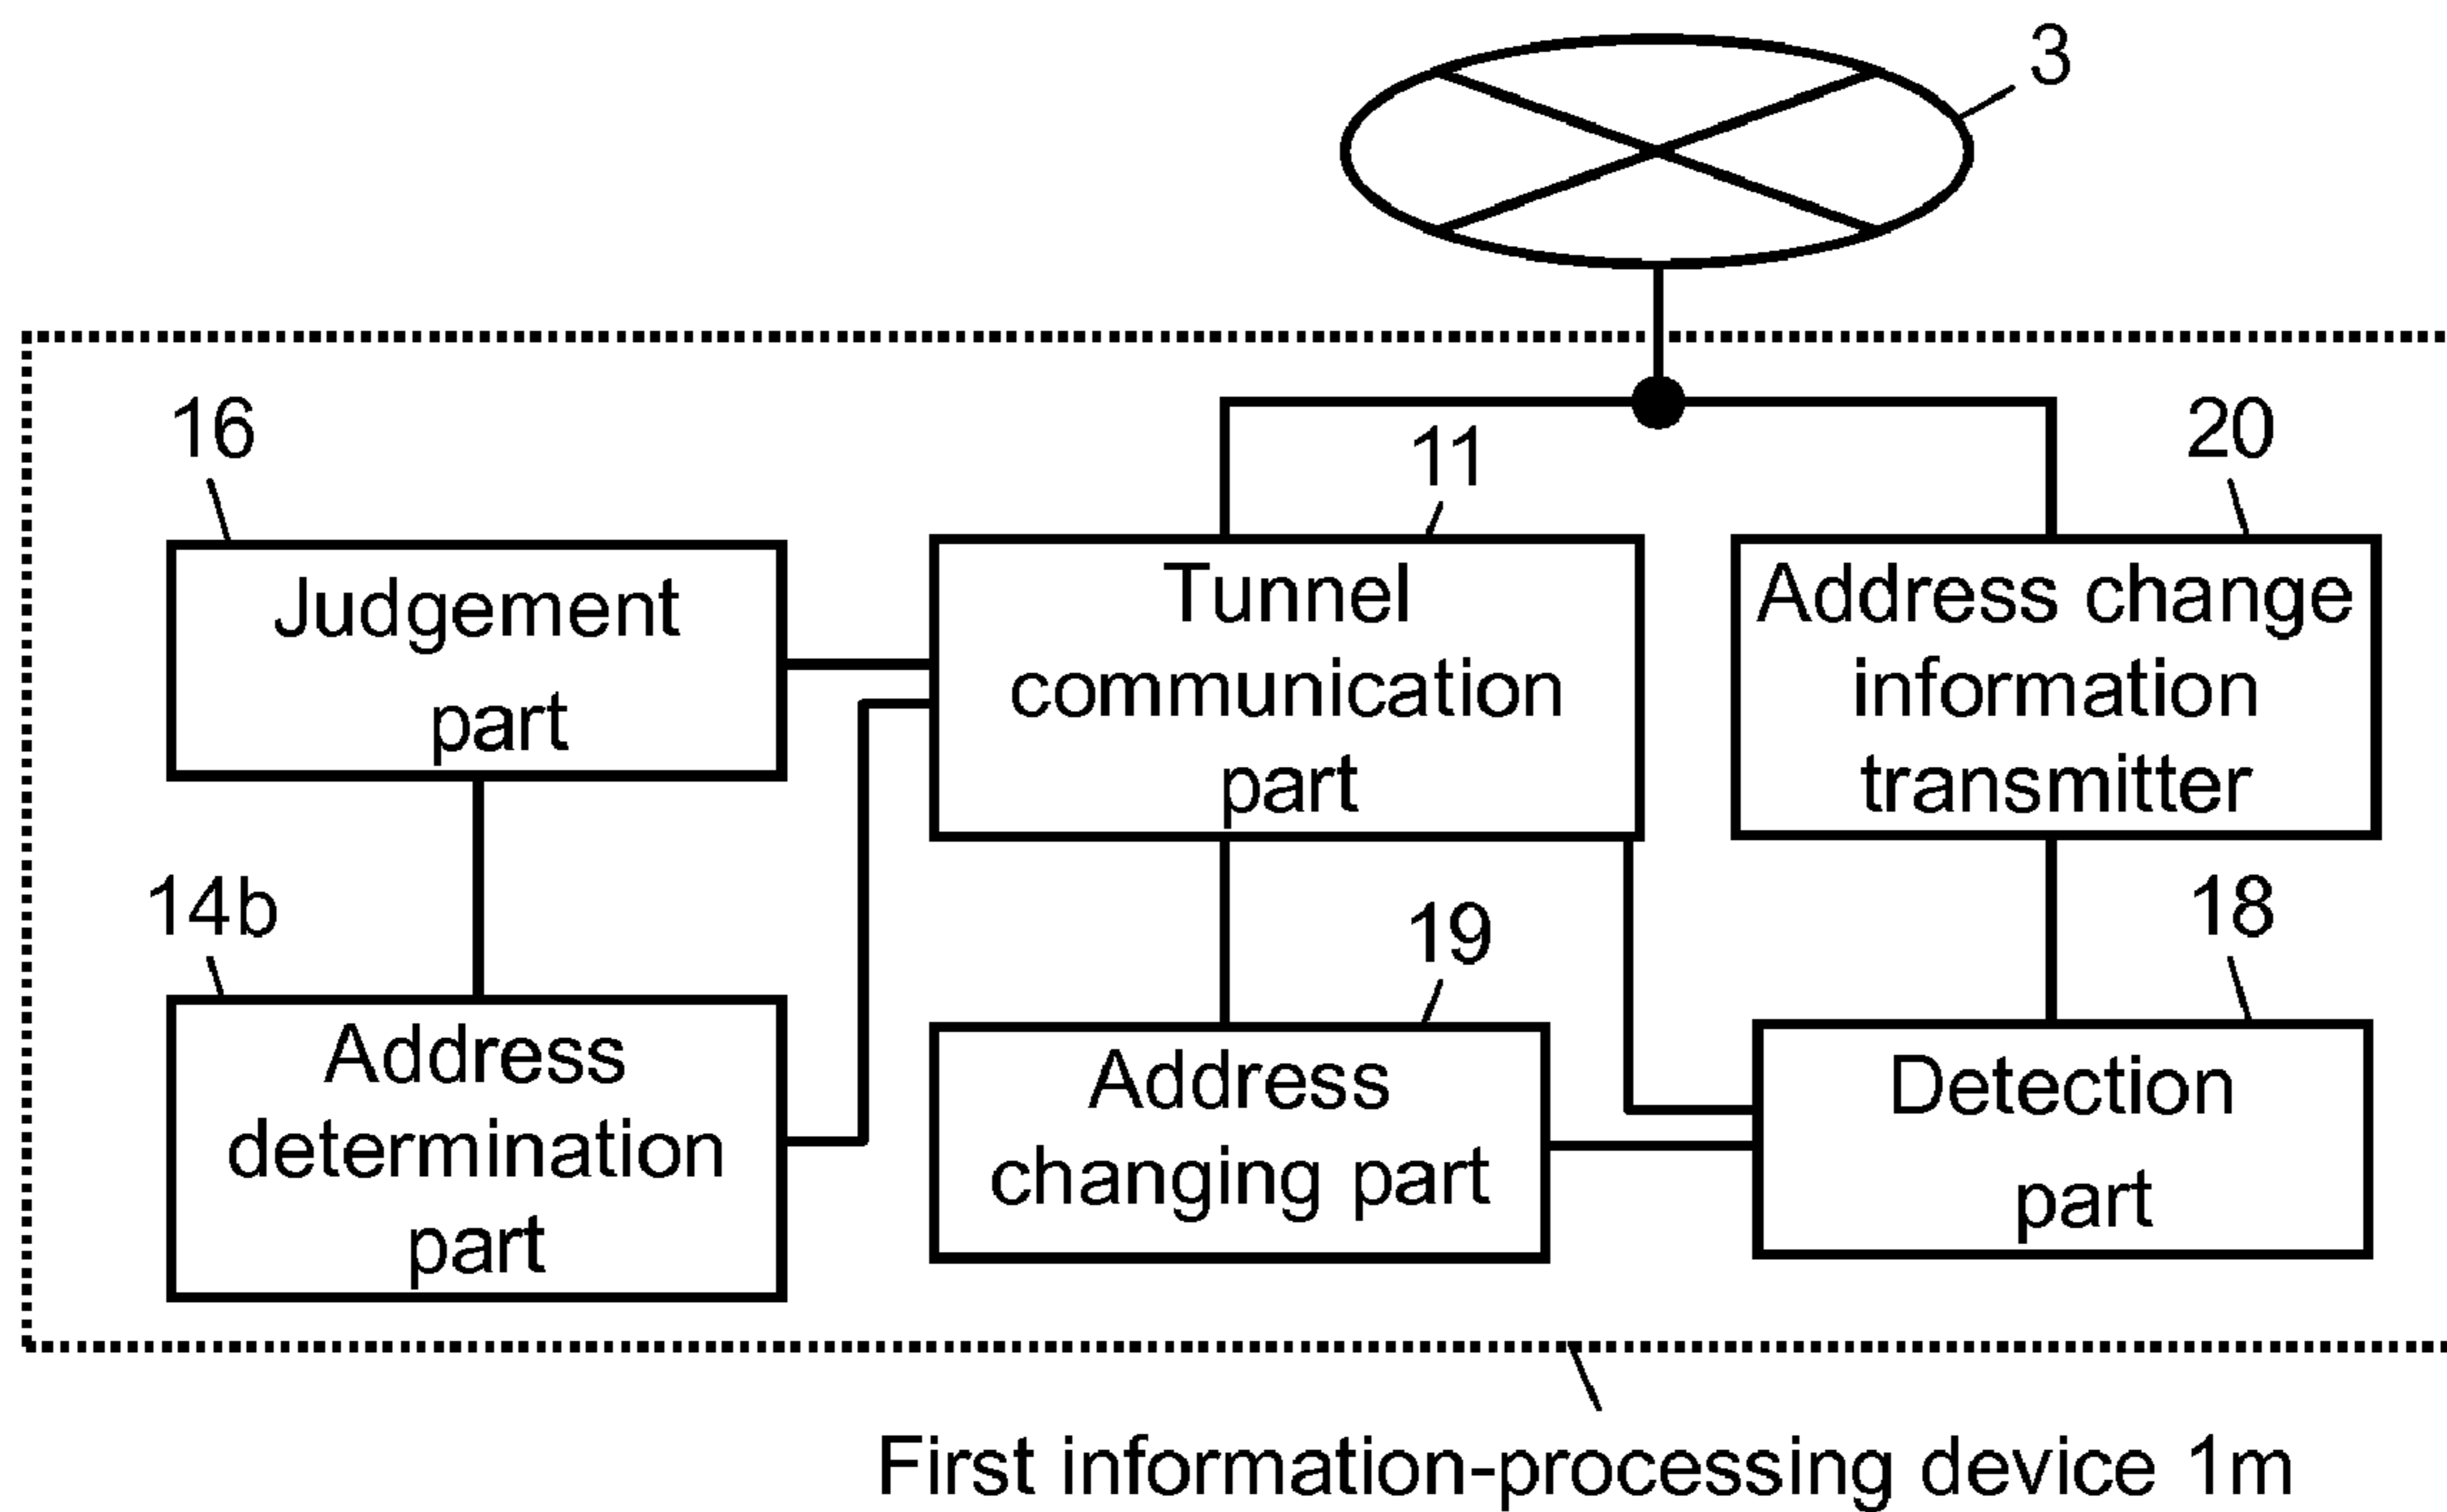 3
16
11
20
Judgement
part
Tunnel
communication
part
Address change
information
transmitter
14b
19
18
Address
determination
part
Address
changing part
Detection
part
First information-processing device 1m